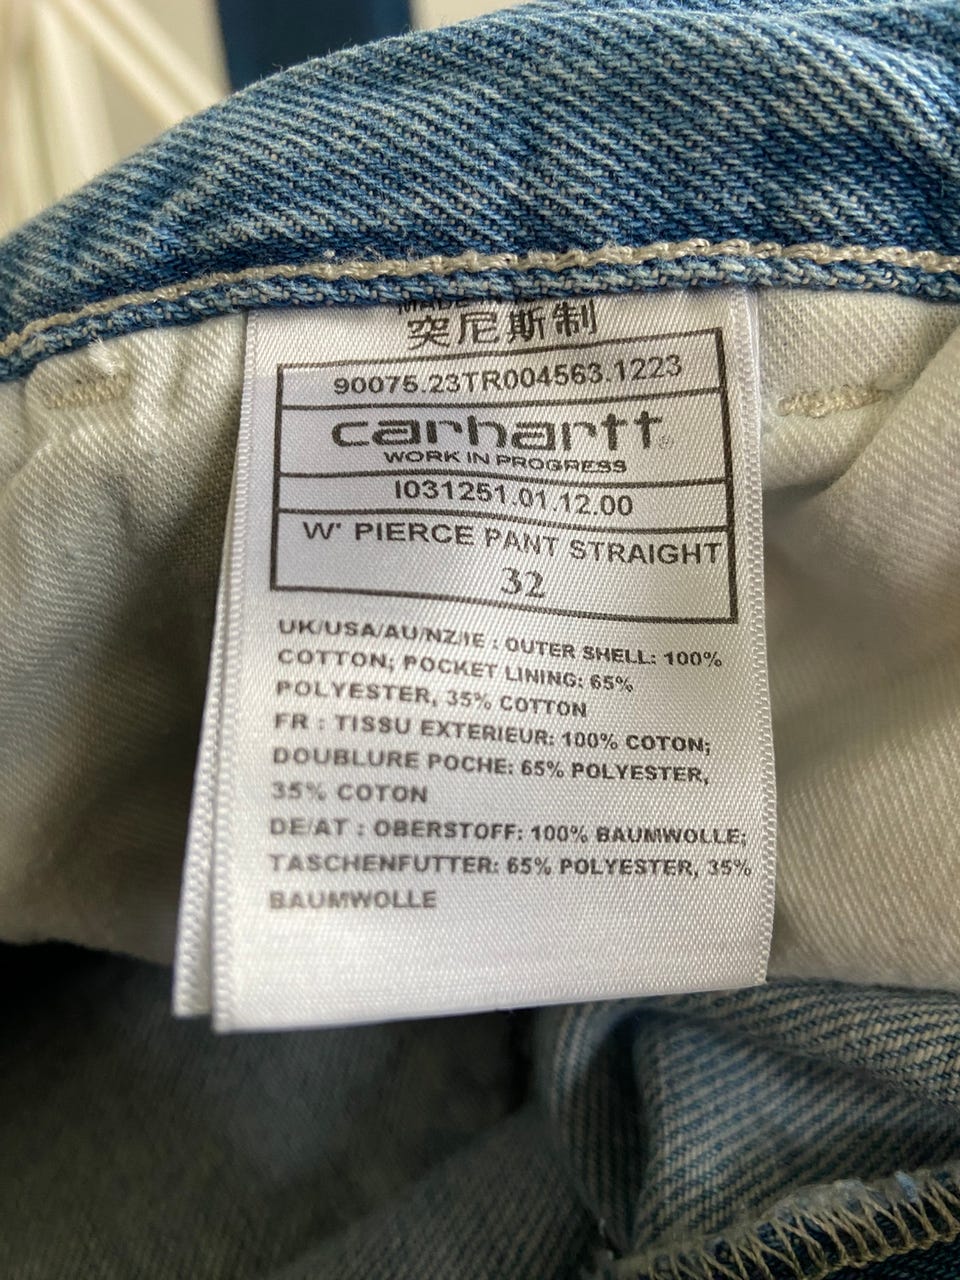 突尼斯制
90075.23TR004563.1223
carhartt
WORK IN PROGRESS
I031251.01.12.00
W' PIERCE PANT STRAIGHT
32
UK/USA/AU/NZ/IE : OUTER SHELL: 100%
COTTON; POCKET LINING: 65%
POLYESTER, 35% COTTON
FR : TISSU EXTERIEUR: 100% COTON;
DOUBLURE POCHE: 65% POLYESTER,
35% COTON
DE/AT : OBERSTOFF: 100% BAUMWOLLE;
TASCHENFUTTER: 65% POLYESTER, 35%
BAUMWOLLE